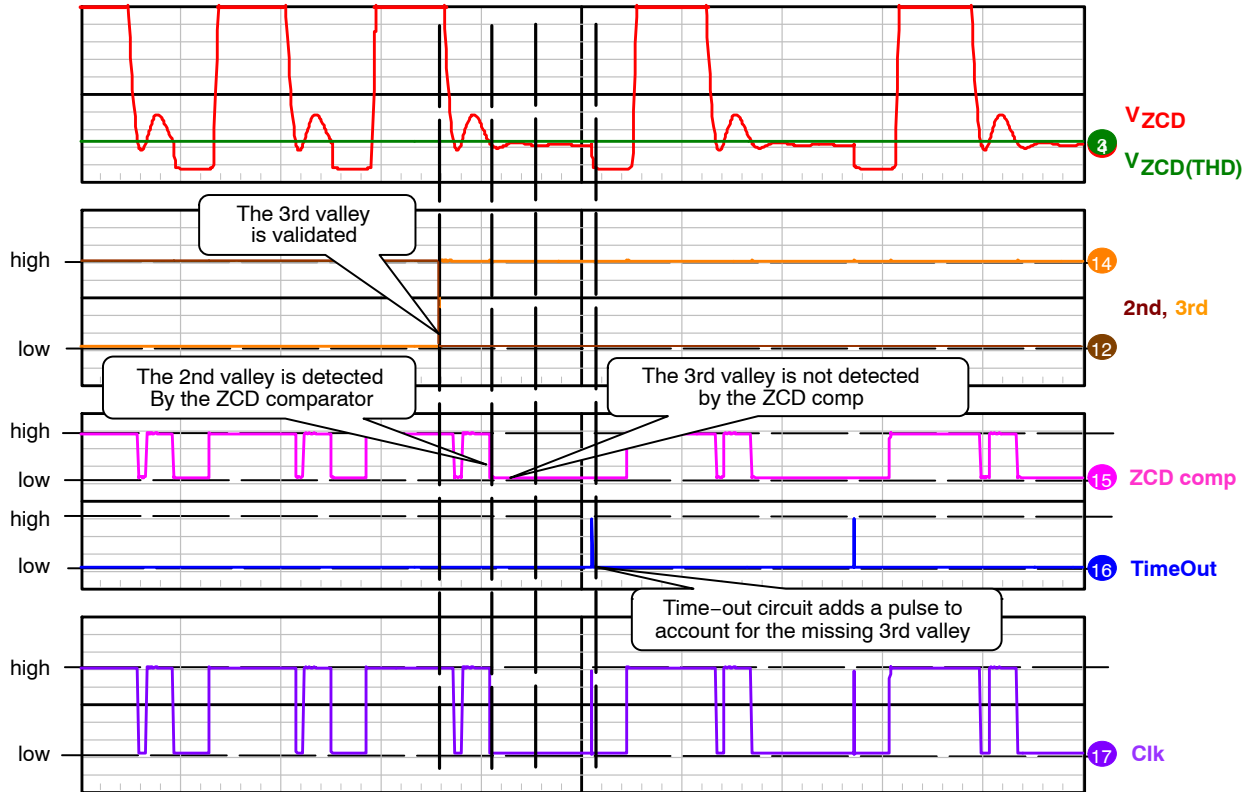 VZCD
3
4
VZCD(THD)
The 3rd valley
is validated
high
14
2nd, 3rd
low
12
The 2nd valley is detected
By the ZCD comparator
The 3rd valley is not detected
by the ZCD comp
high
low
15 ZCD comp
high
low
16 TimeOut
Time−out circuit adds a pulse to
account for the missing 3rd valley
high
low
17 Clk